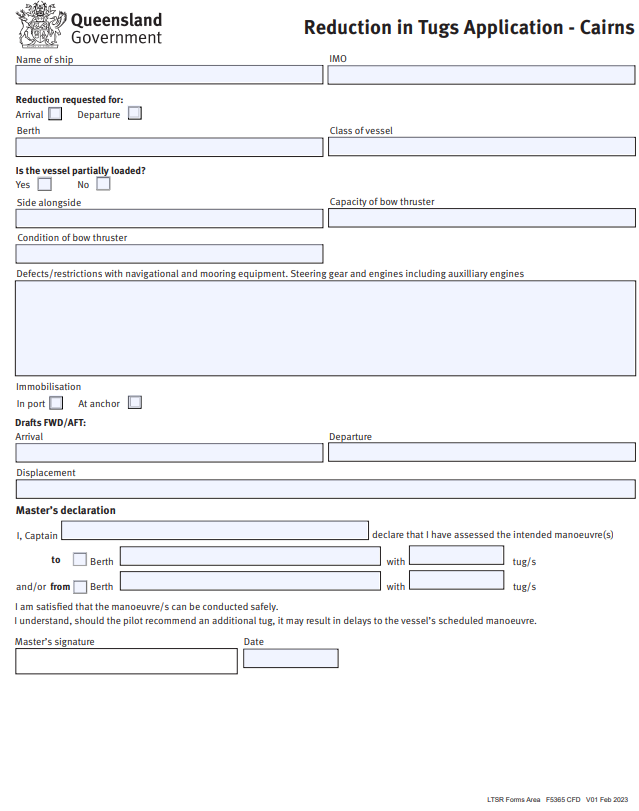 Queensland
Government
Reduction in Tugs Application - Cairns
Name of ship IMO
Reduction requested for:
Arrival Departure
Berth Class of vessel
Is the vessel partially loaded?
Yes No
Side alongside Capacity of bow thruster
Condition of bow thruster
Defects/restrictions with navigational and mooring equipment. Steering gear and engines including auxilliary engines
Immobilisation
In port At anchor
Drafts FWD/AFT:
Arrival Departure
Displacement
Master's declaration
I, Captain declare that I have assessed the intended manoeuvre(s)
to Berth with tug/s
and/or from Berth with tug/s
I am satisfied that the manoeuvre/s can be conducted safely.
I understand, should the pilot recommend an additional tug, it may result in delays to the vessel's scheduled manoeuvre.
Master's signature Date
LTSR Forms Area F5365 CFD V01 Feb 2023